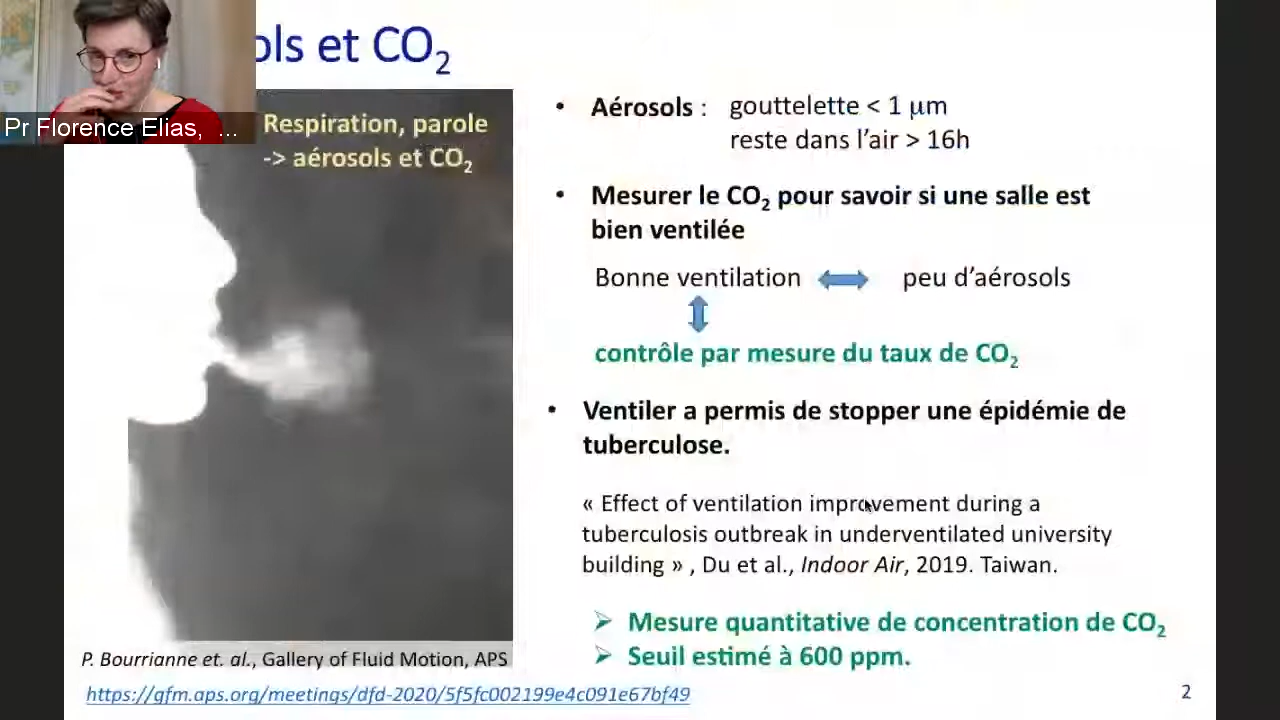 ols et CO₂
Pr Florence Elias, ...
Respiration, parole
-> aérosols et CO₂
• Aérosols : gouttelette < 1 μm
reste dans l’air > 16h
• Mesurer le CO₂ pour savoir si une salle est
bien ventilée
Bonne ventilation peu d’aérosols
contrôle par mesure du taux de CO₂
• Ventiler a permis de stopper une épidémie de
tuberculose.
« Effect of ventilation improvement during a
tuberculosis outbreak in underventilated university
building » , Du et al., Indoor Air, 2019. Taiwan.
➢ Mesure quantitative de concentration de CO₂
➢ Seuil estimé à 600 ppm.
P. Bourrianne et. al., Gallery of Fluid Motion, APS
https://gfm.aps.org/meetings/dfd-2020/5f5fc002199e4c091e67bf49
2